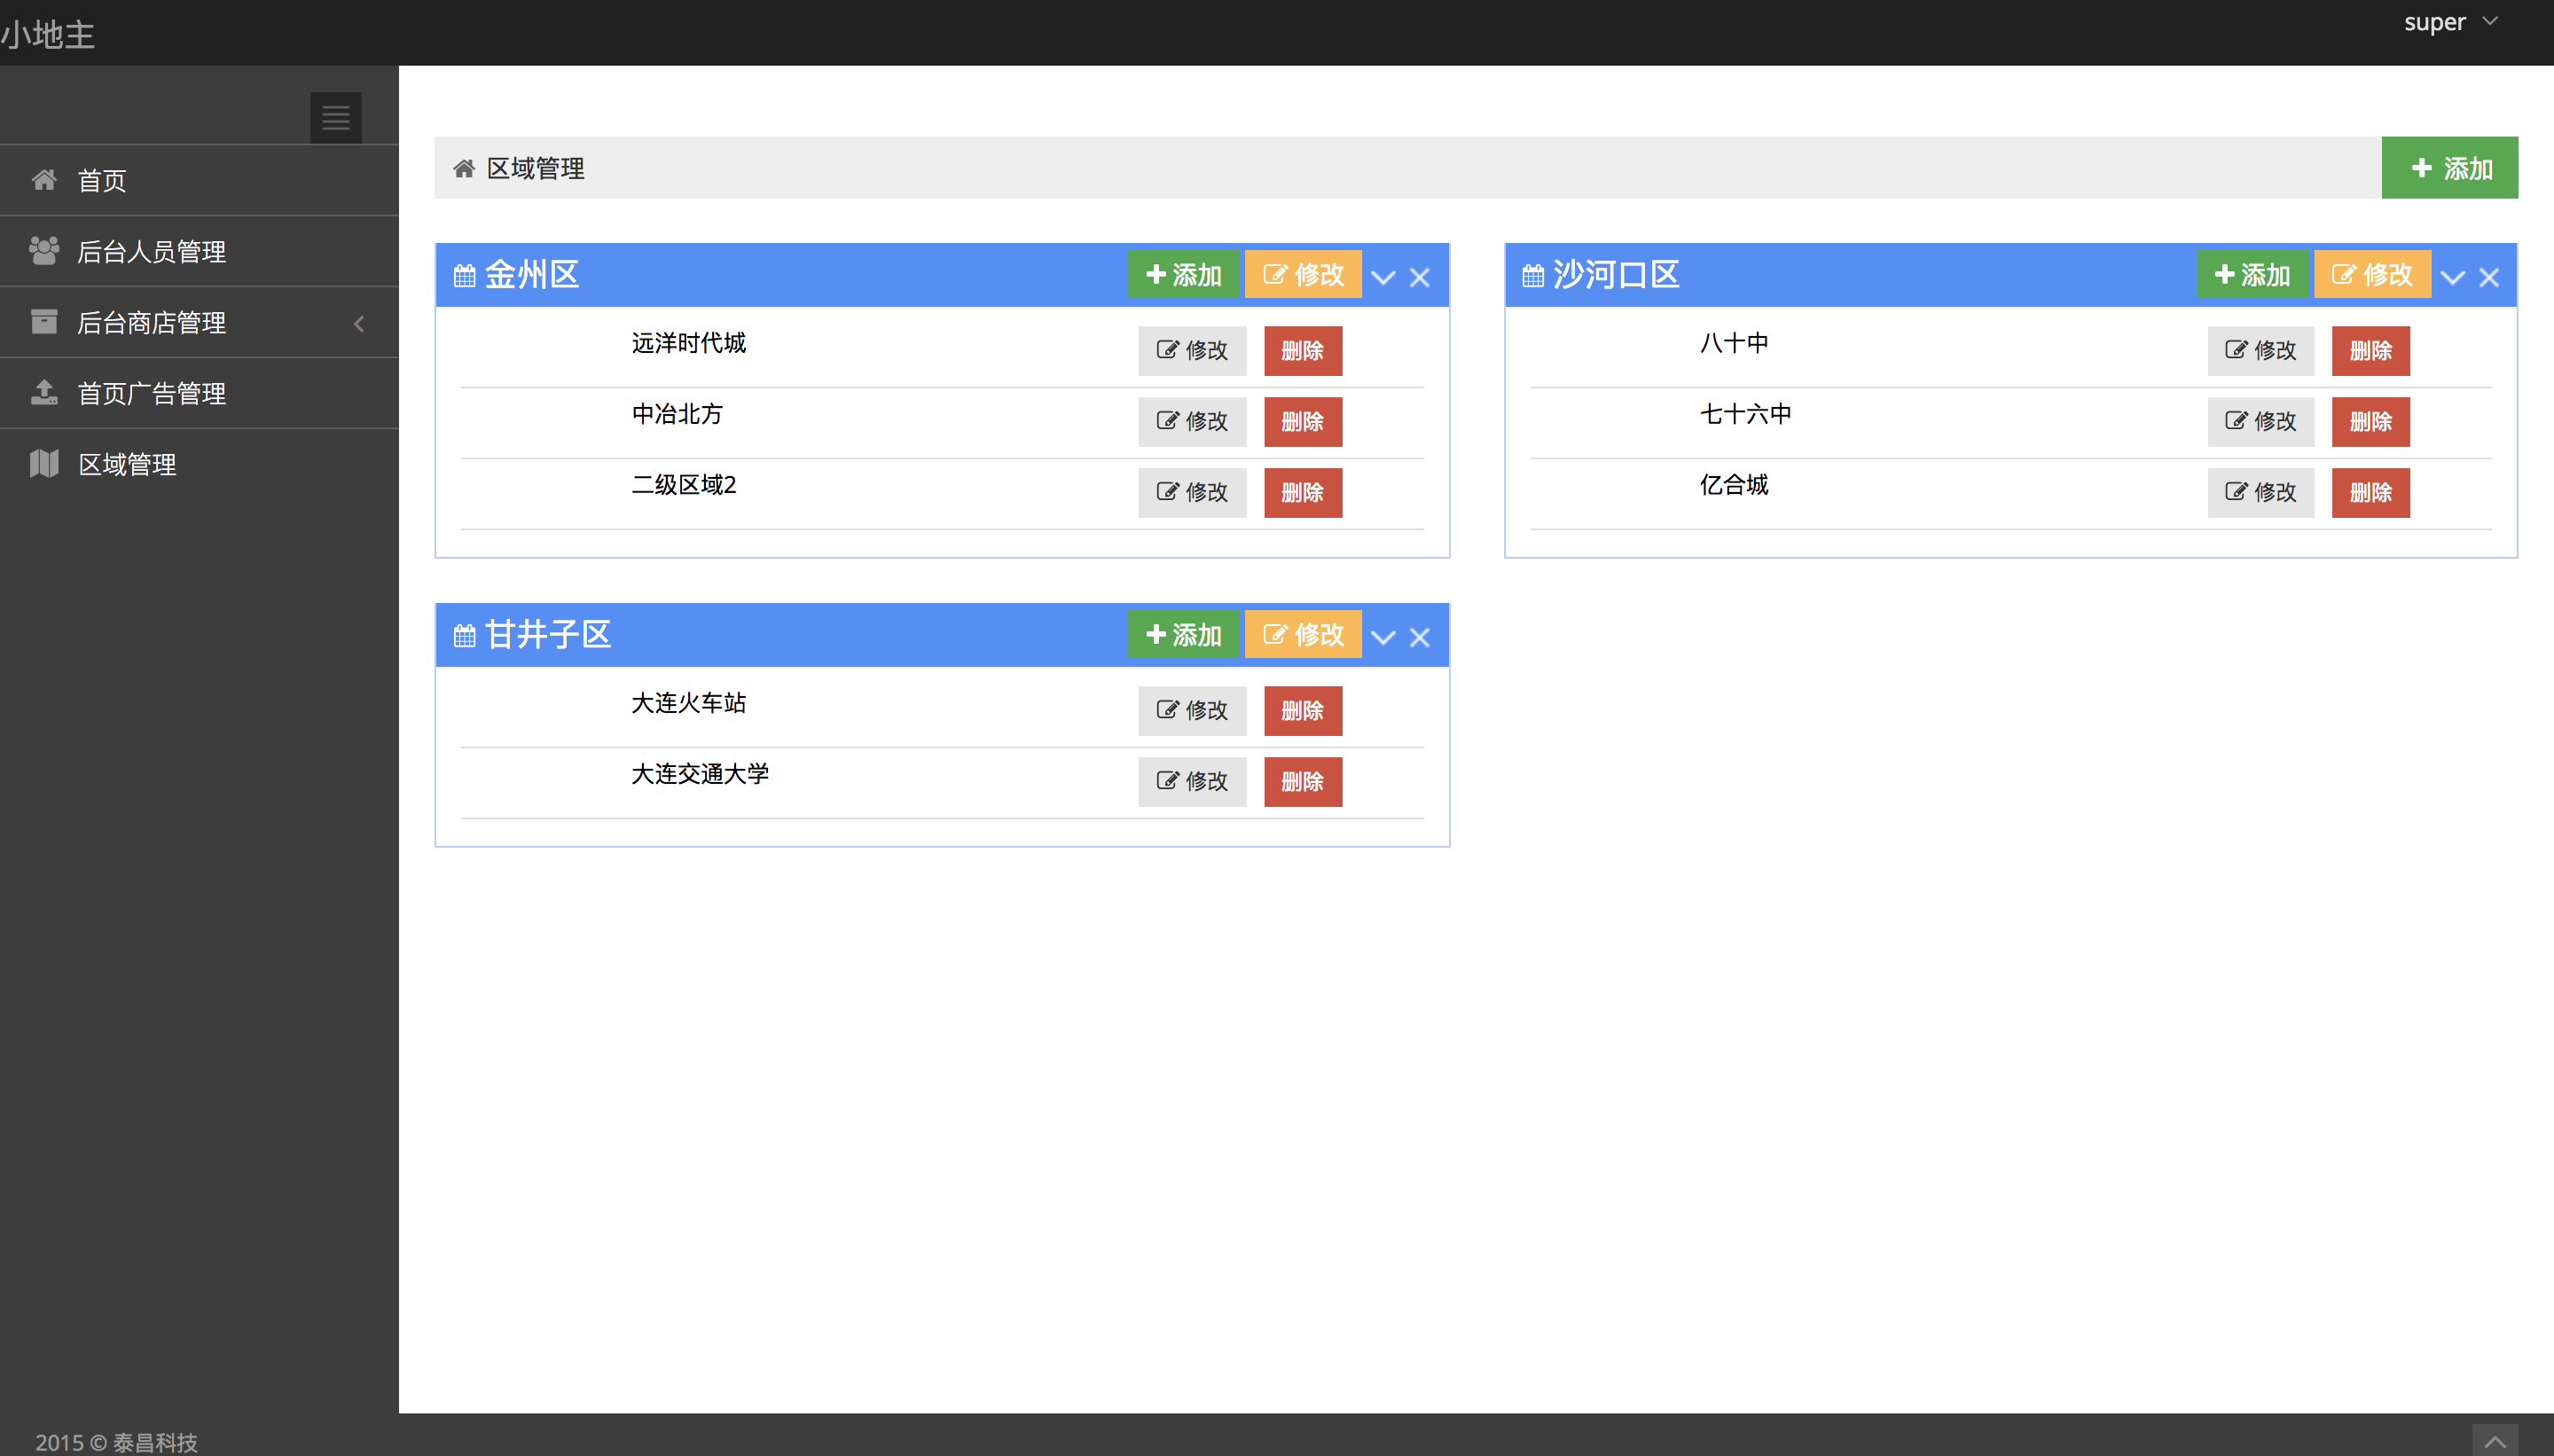 小地主
super
首页
后台人员管理
后台商店管理
首页广告管理
区域管理
区域管理
添加
金州区 添加 修改
远洋时代城 修改 删除
中冶北方 修改 删除
二级区域2 修改 删除
沙河口区 添加 修改
八十中 修改 删除
七十六中 修改 删除
亿合城 修改 删除
甘井子区 添加 修改
大连火车站 修改 删除
大连交通大学 修改 删除
2015 © 泰昌科技